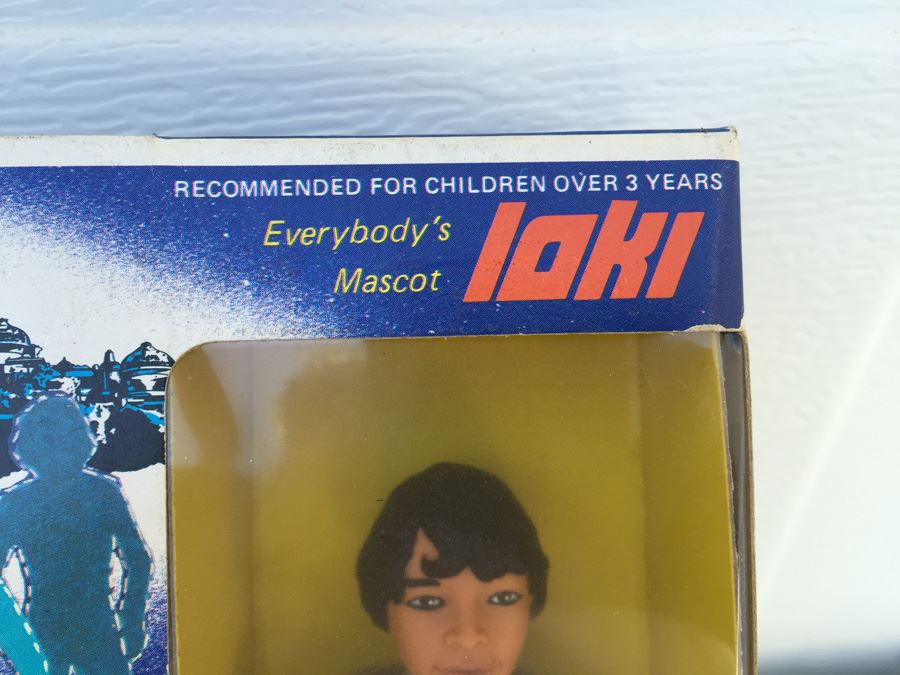 RECOMMENDED FOR CHILDREN OVER 3 YEARS
Everybody's
Mascot
loki